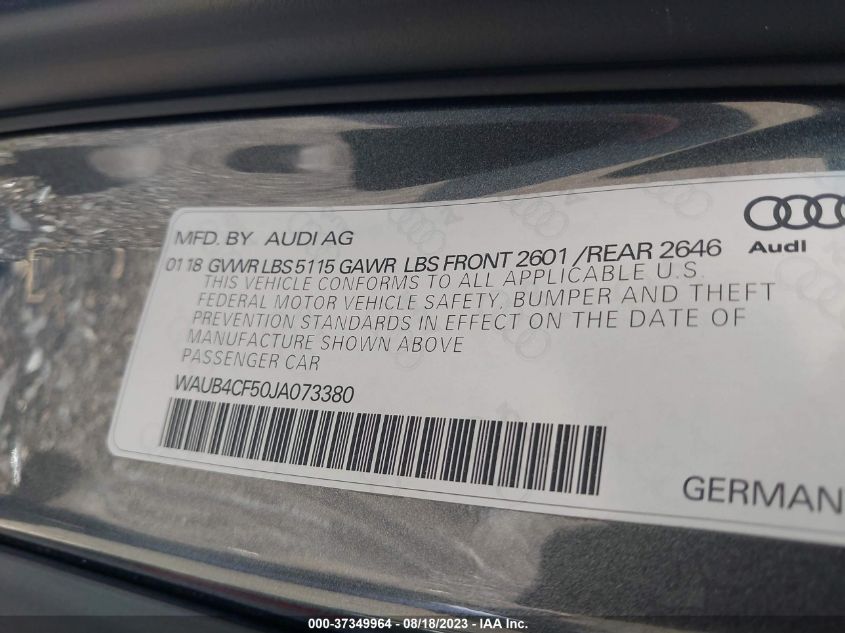 MFD. BY AUDI AG
01 18 GVWR LBS 5115 GAWR LBS FRONT 2601 /REAR 2646
THIS VEHICLE CONFORMS TO ALL APPLICABLE U.S.
FEDERAL MOTOR VEHICLE SAFETY, BUMPER AND THEFT
PREVENTION STANDARDS IN EFFECT ON THE DATE OF
MANUFACTURE SHOWN ABOVE
PASSENGER CAR
WAUB4CF50JA073380
Audi
GERMAN
000-37349964 / 08/18/2023 - IAA Inc.